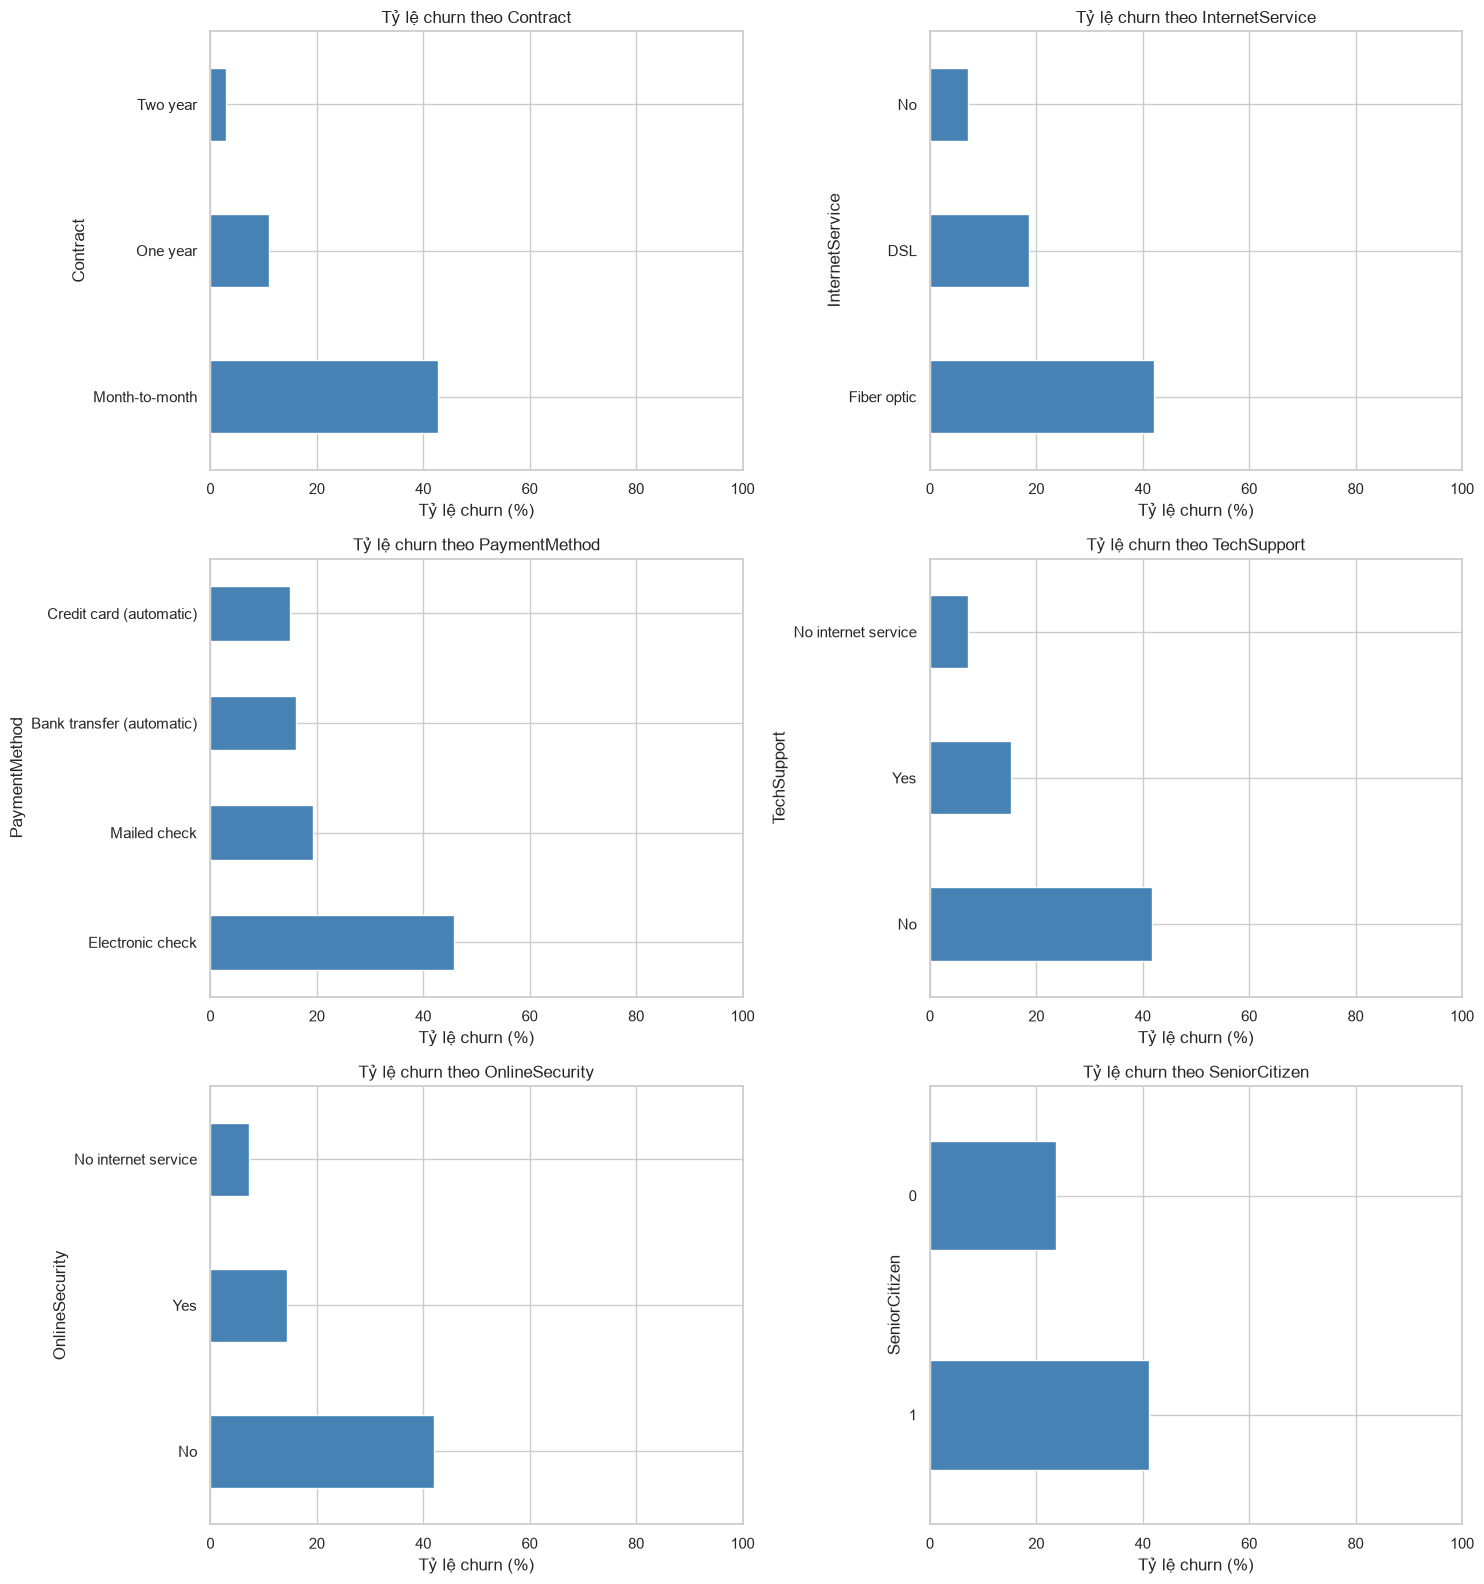 Tỷ lệ churn theo Contract
Contract
Two year
One year
Month-to-month
0 20 40 60 80 100
Tỷ lệ churn (%)
Tỷ lệ churn theo InternetService
InternetService
No
DSL
Fiber optic
0 20 40 60 80 100
Tỷ lệ churn (%)
Tỷ lệ churn theo PaymentMethod
PaymentMethod
Credit card (automatic)
Bank transfer (automatic)
Mailed check
Electronic check
0 20 40 60 80 100
Tỷ lệ churn (%)
Tỷ lệ churn theo TechSupport
TechSupport
No internet service
Yes
No
0 20 40 60 80 100
Tỷ lệ churn (%)
Tỷ lệ churn theo OnlineSecurity
OnlineSecurity
No internet service
Yes
No
0 20 40 60 80 100
Tỷ lệ churn (%)
Tỷ lệ churn theo SeniorCitizen
SeniorCitizen
0
1
0 20 40 60 80 100
Tỷ lệ churn (%)